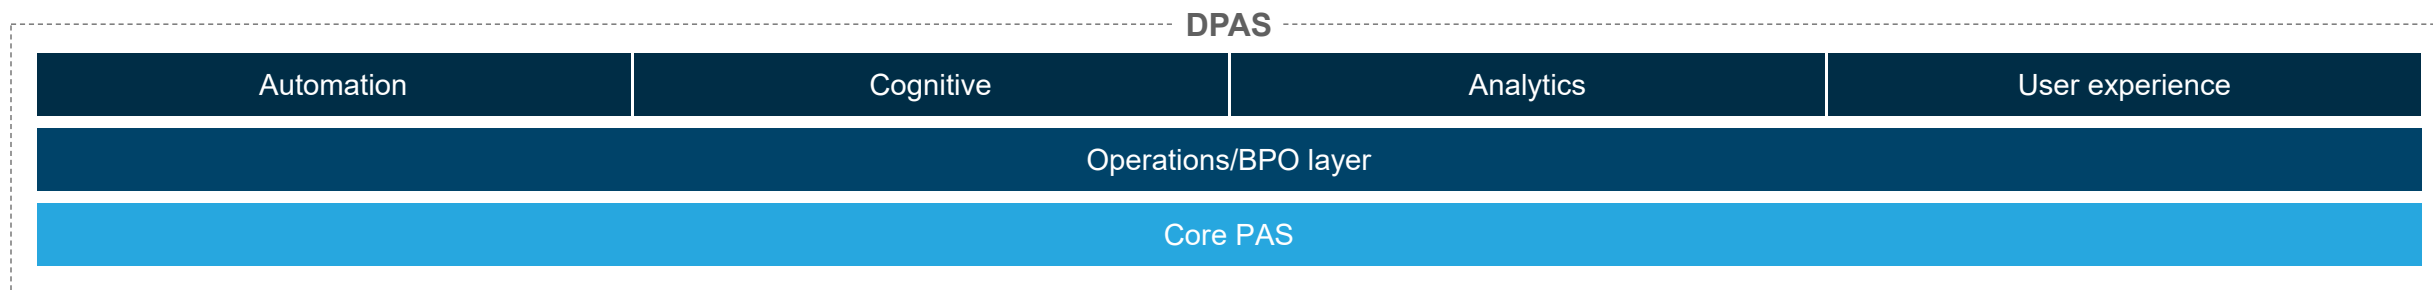 DPAS
Automation Cognitive Analytics User experience
Operations/BPO layer
Core PAS